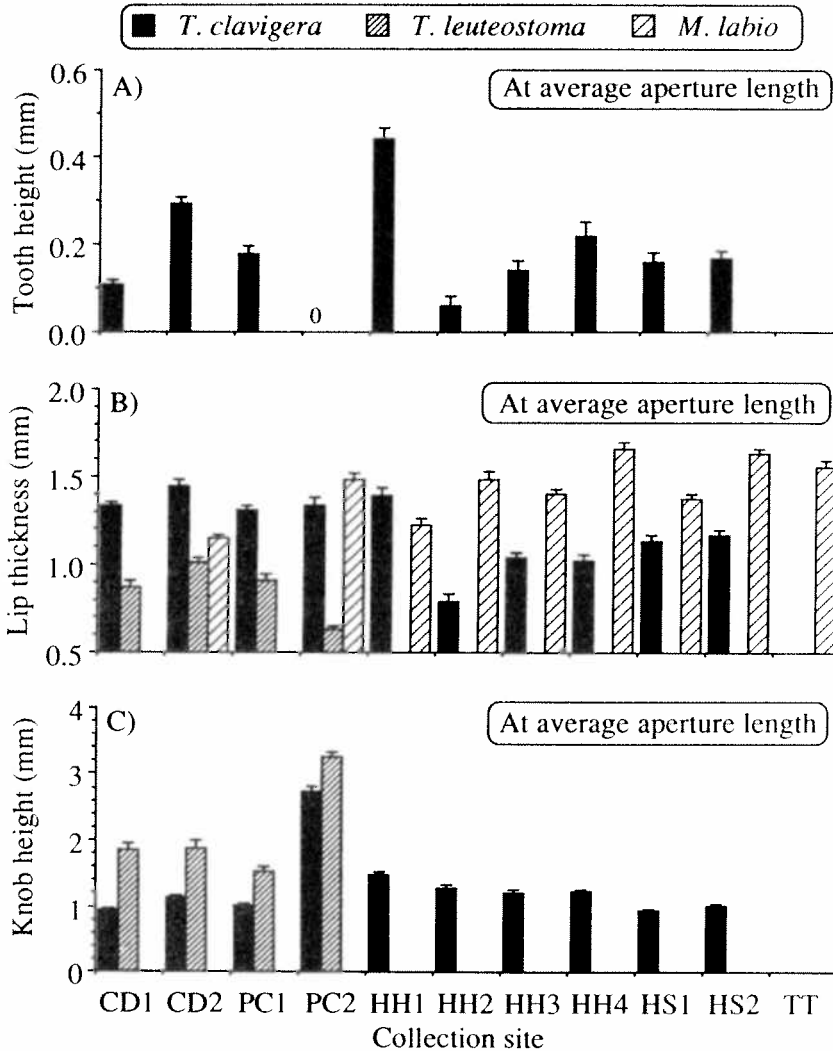 T. clavigera T. leuteostoma M. labio
A) At average aperture length
Tooth height (mm)
0.6
0.4
0.2
0.0
0
B) At average aperture length
Lip thickness (mm)
2.0
1.5
1.0
0.5
C) At average aperture length
Knob height (mm)
4
3
2
1
0
CD1 CD2 PC1 PC2 HH1 HH2 HH3 HH4 HS1 HS2 TT
Collection site